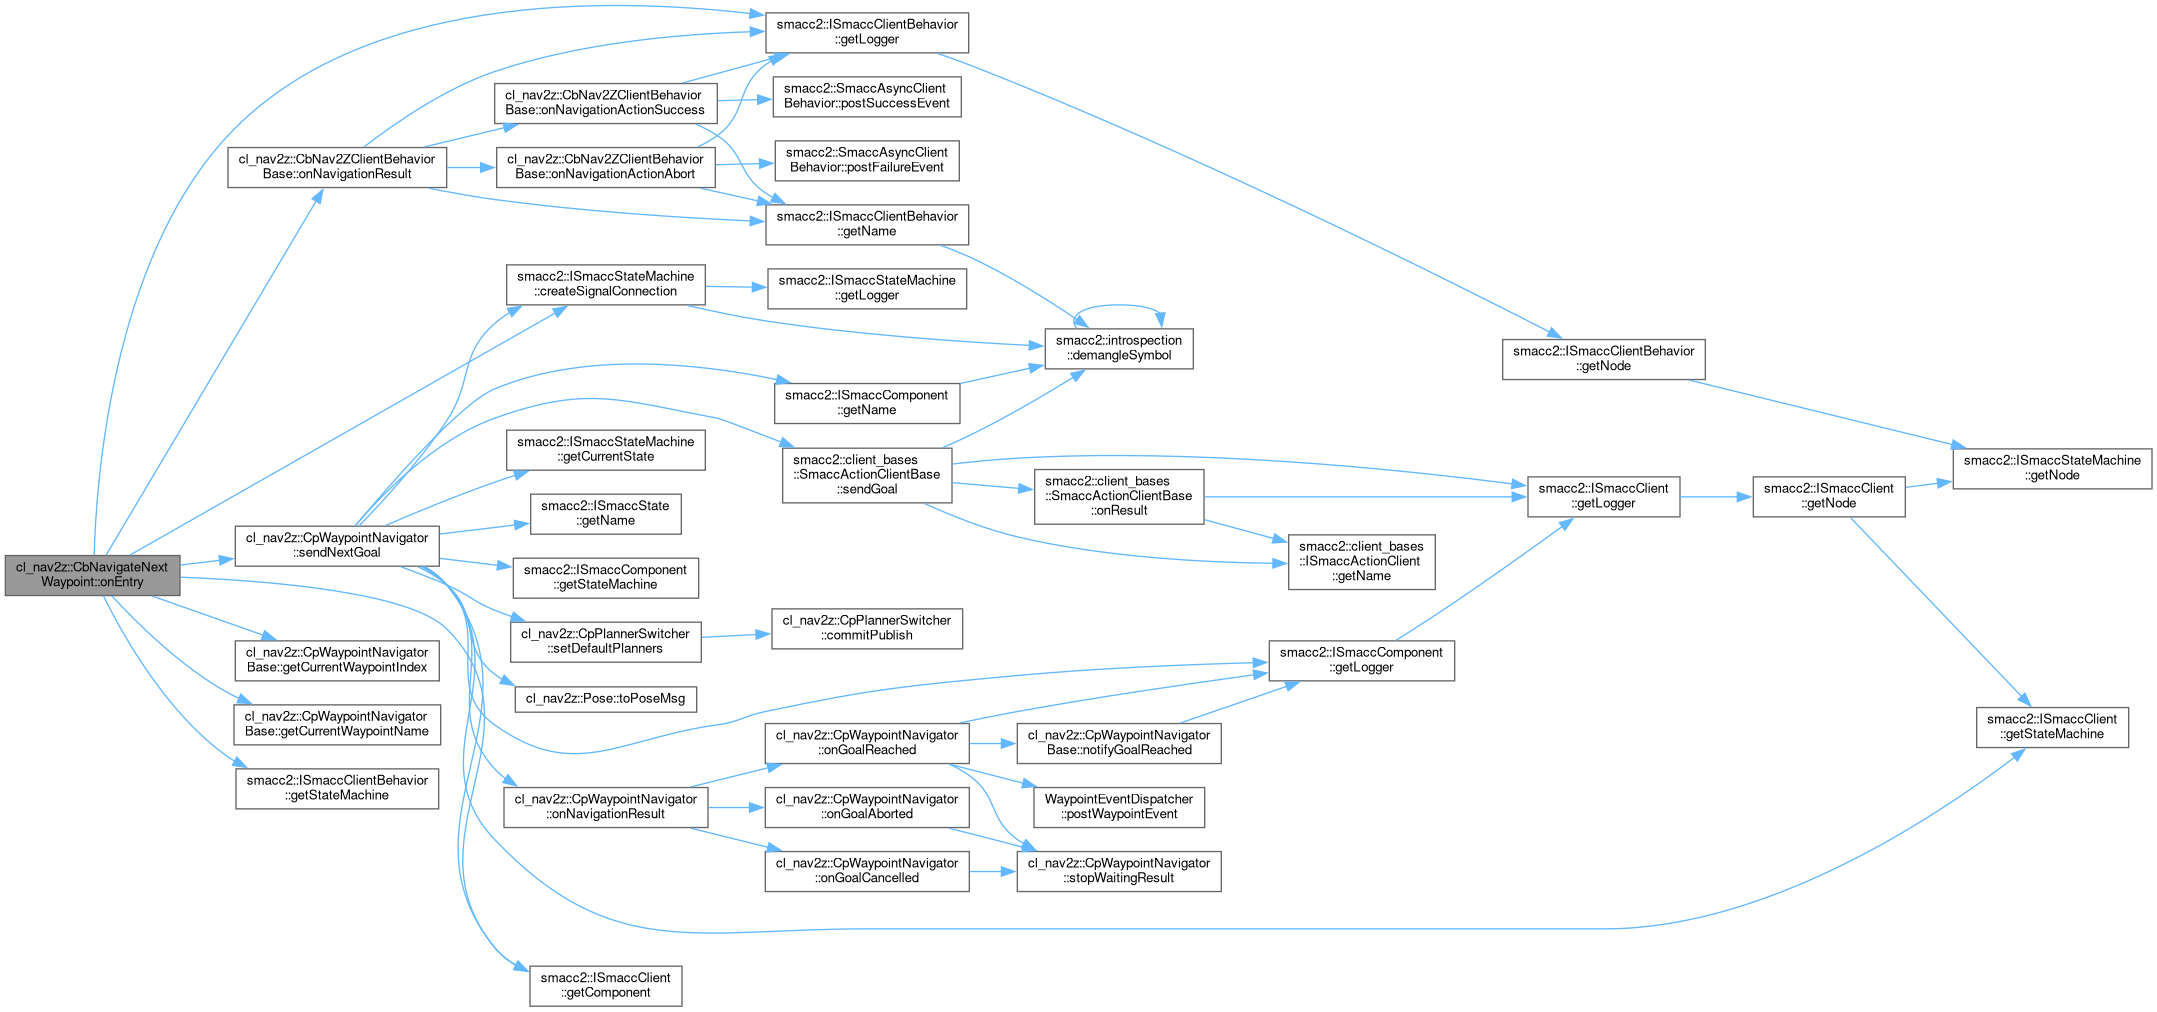 smacc2::ISmaccClientBehavior
::getLogger
cl_nav2z::CbNav2ZClientBehavior
Base::onNavigationActionSuccess
smacc2::SmaccAsyncClient
Behavior::postSuccessEvent
cl_nav2z::CbNav2ZClientBehavior
Base::onNavigationResult
cl_nav2z::CbNav2ZClientBehavior
Base::onNavigationActionAbort
smacc2::SmaccAsyncClient
Behavior::postFailureEvent
smacc2::ISmaccClientBehavior
::getName
smacc2::ISmaccStateMachine
::createSignalConnection
smacc2::ISmaccStateMachine
::getLogger
smacc2::introspection
::demangleSymbol
smacc2::ISmaccClientBehavior
::getNode
smacc2::ISmaccComponent
::getName
smacc2::ISmaccStateMachine
::getCurrentState
smacc2::client_bases
::SmaccActionClientBase
::sendGoal
smacc2::client_bases
::SmaccActionClientBase
::onResult
smacc2::ISmaccClient
::getLogger
smacc2::ISmaccClient
::getNode
smacc2::ISmaccStateMachine
::getNode
smacc2::ISmaccState
::getName
cl_nav2z::CpWaypointNavigator
::sendNextGoal
smacc2::client_bases
::ISmaccActionClient
::getName
cl_nav2z::CbNavigateNext
Waypoint::onEntry
smacc2::ISmaccComponent
::getStateMachine
cl_nav2z::CpPlannerSwitcher
::setDefaultPlanners
cl_nav2z::CpPlannerSwitcher
::commitPublish
cl_nav2z::CpWaypointNavigator
Base::getCurrentWaypointIndex
smacc2::ISmaccComponent
::getLogger
cl_nav2z::Pose::toPoseMsg
cl_nav2z::CpWaypointNavigator
Base::getCurrentWaypointName
cl_nav2z::CpWaypointNavigator
::onGoalReached
cl_nav2z::CpWaypointNavigator
Base::notifyGoalReached
smacc2::ISmaccClient
::getStateMachine
smacc2::ISmaccClientBehavior
::getStateMachine
cl_nav2z::CpWaypointNavigator
::onNavigationResult
cl_nav2z::CpWaypointNavigator
::onGoalAborted
WaypointEventDispatcher
::postWaypointEvent
cl_nav2z::CpWaypointNavigator
::onGoalCancelled
cl_nav2z::CpWaypointNavigator
::stopWaitingResult
smacc2::ISmaccClient
::getComponent